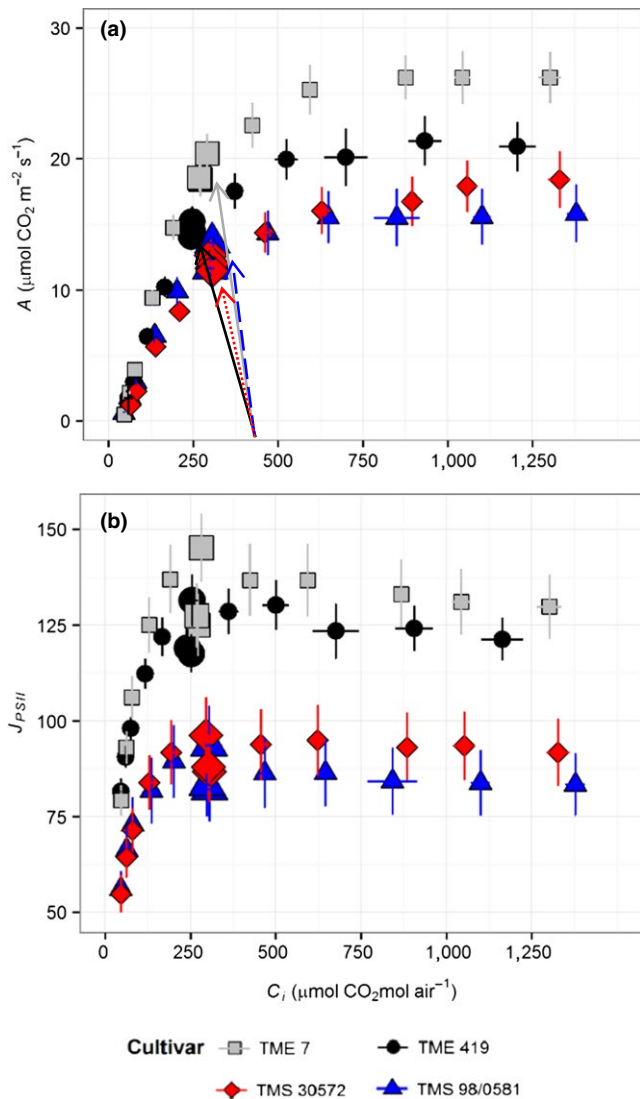 (a)
30
20
10
0
A (μmol CO₂ m⁻² s⁻¹)
0 250 500 750 1,000 1,250
(b)
150
125
100
75
50
J_PSII
0 250 500 750 1,000 1,250
C_i (μmol CO₂mol air⁻¹)
Cultivar TME 7 TME 419
TMS 30572 TMS 98/0581